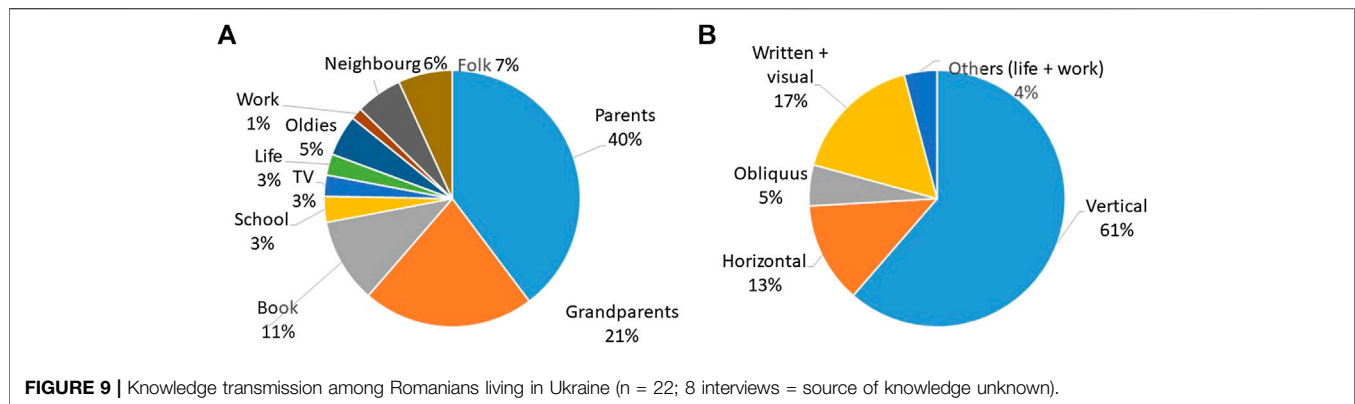 A
Neighbourg 6%
Folk 7%
Work
1%
Oldies
5%
Life
3%
TV
3%
School
3%
Book
11%
Parents
40%
Grandparents
21%
B
Written +
visual
17%
Others (life + work)
4%
Obliquus
5%
Horizontal
13%
Vertical
61%
FIGURE 9 | Knowledge transmission among Romanians living in Ukraine (n = 22; 8 interviews = source of knowledge unknown).